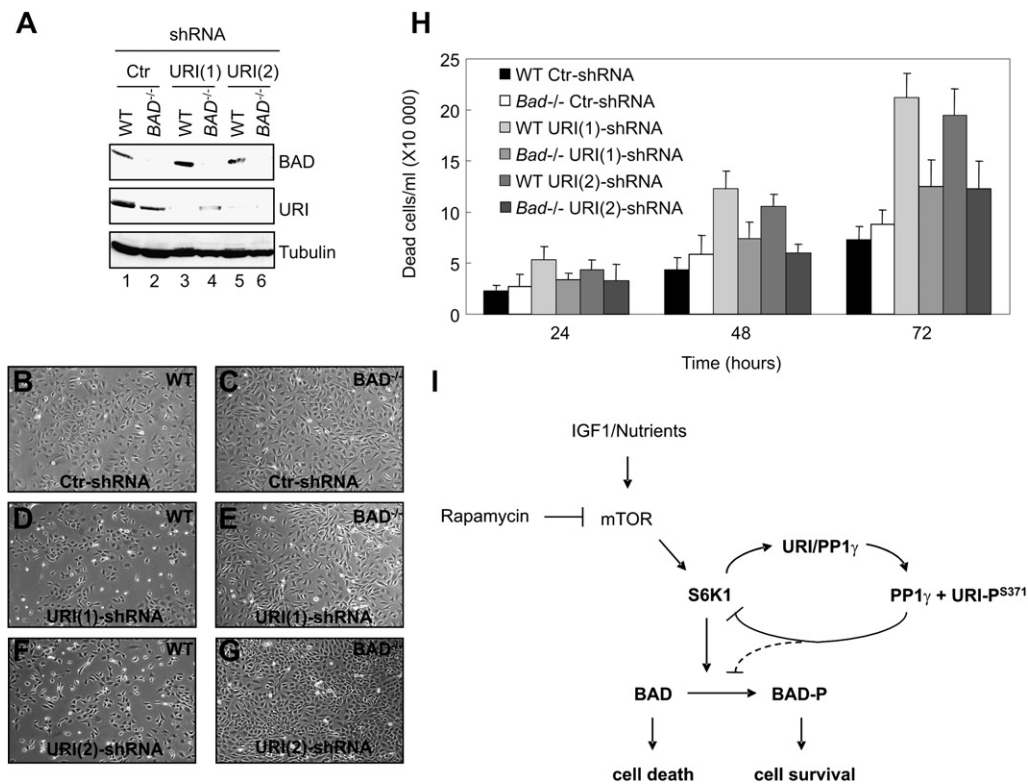 A
shRNA
Ctr URI(1) URI(2)
WT BAD-/- WT BAD-/- WT BAD-/-
BAD
URI
Tubulin
1 2 3 4 5 6
B WT
Ctr-shRNA
C BAD-/-
Ctr-shRNA
D WT
URI(1)-shRNA
E BAD-/-
URI(1)-shRNA
F WT
URI(2)-shRNA
G BAD-/-
URI(2)-shRNA
H
Dead cells/ml (X10 000)
25
20
15
10
5
0
WT Ctr-shRNA
Bad-/- Ctr-shRNA
WT URI(1)-shRNA
Bad-/- URI(1)-shRNA
WT URI(2)-shRNA
Bad-/- URI(2)-shRNA
24 48 72
Time (hours)
I
IGF1/Nutrients
Rapamycin mTOR
URI/PP1γ
S6K1 PP1γ + URI-PS371
BAD BAD-P
cell death cell survival